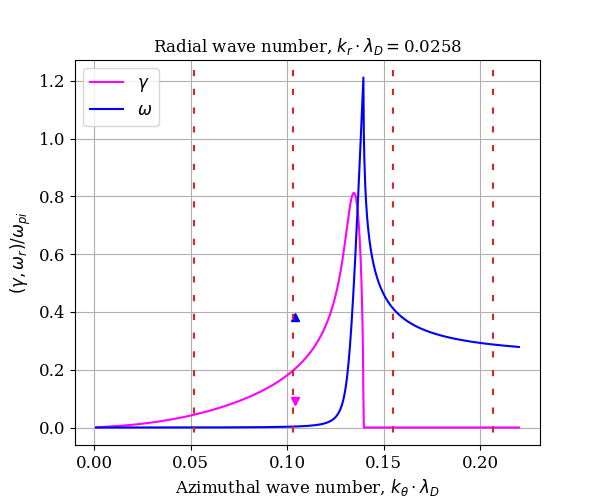 Radial wave number, $k_r \cdot \lambda_D = 0.0258$
$(\gamma, \omega_r)/\omega_{pi}$
1.2
1.0
0.8
0.6
0.4
0.2
0.0
γ
ω
0.00 0.05 0.10 0.15 0.20
Azimuthal wave number, $k_\theta \cdot \lambda_D$